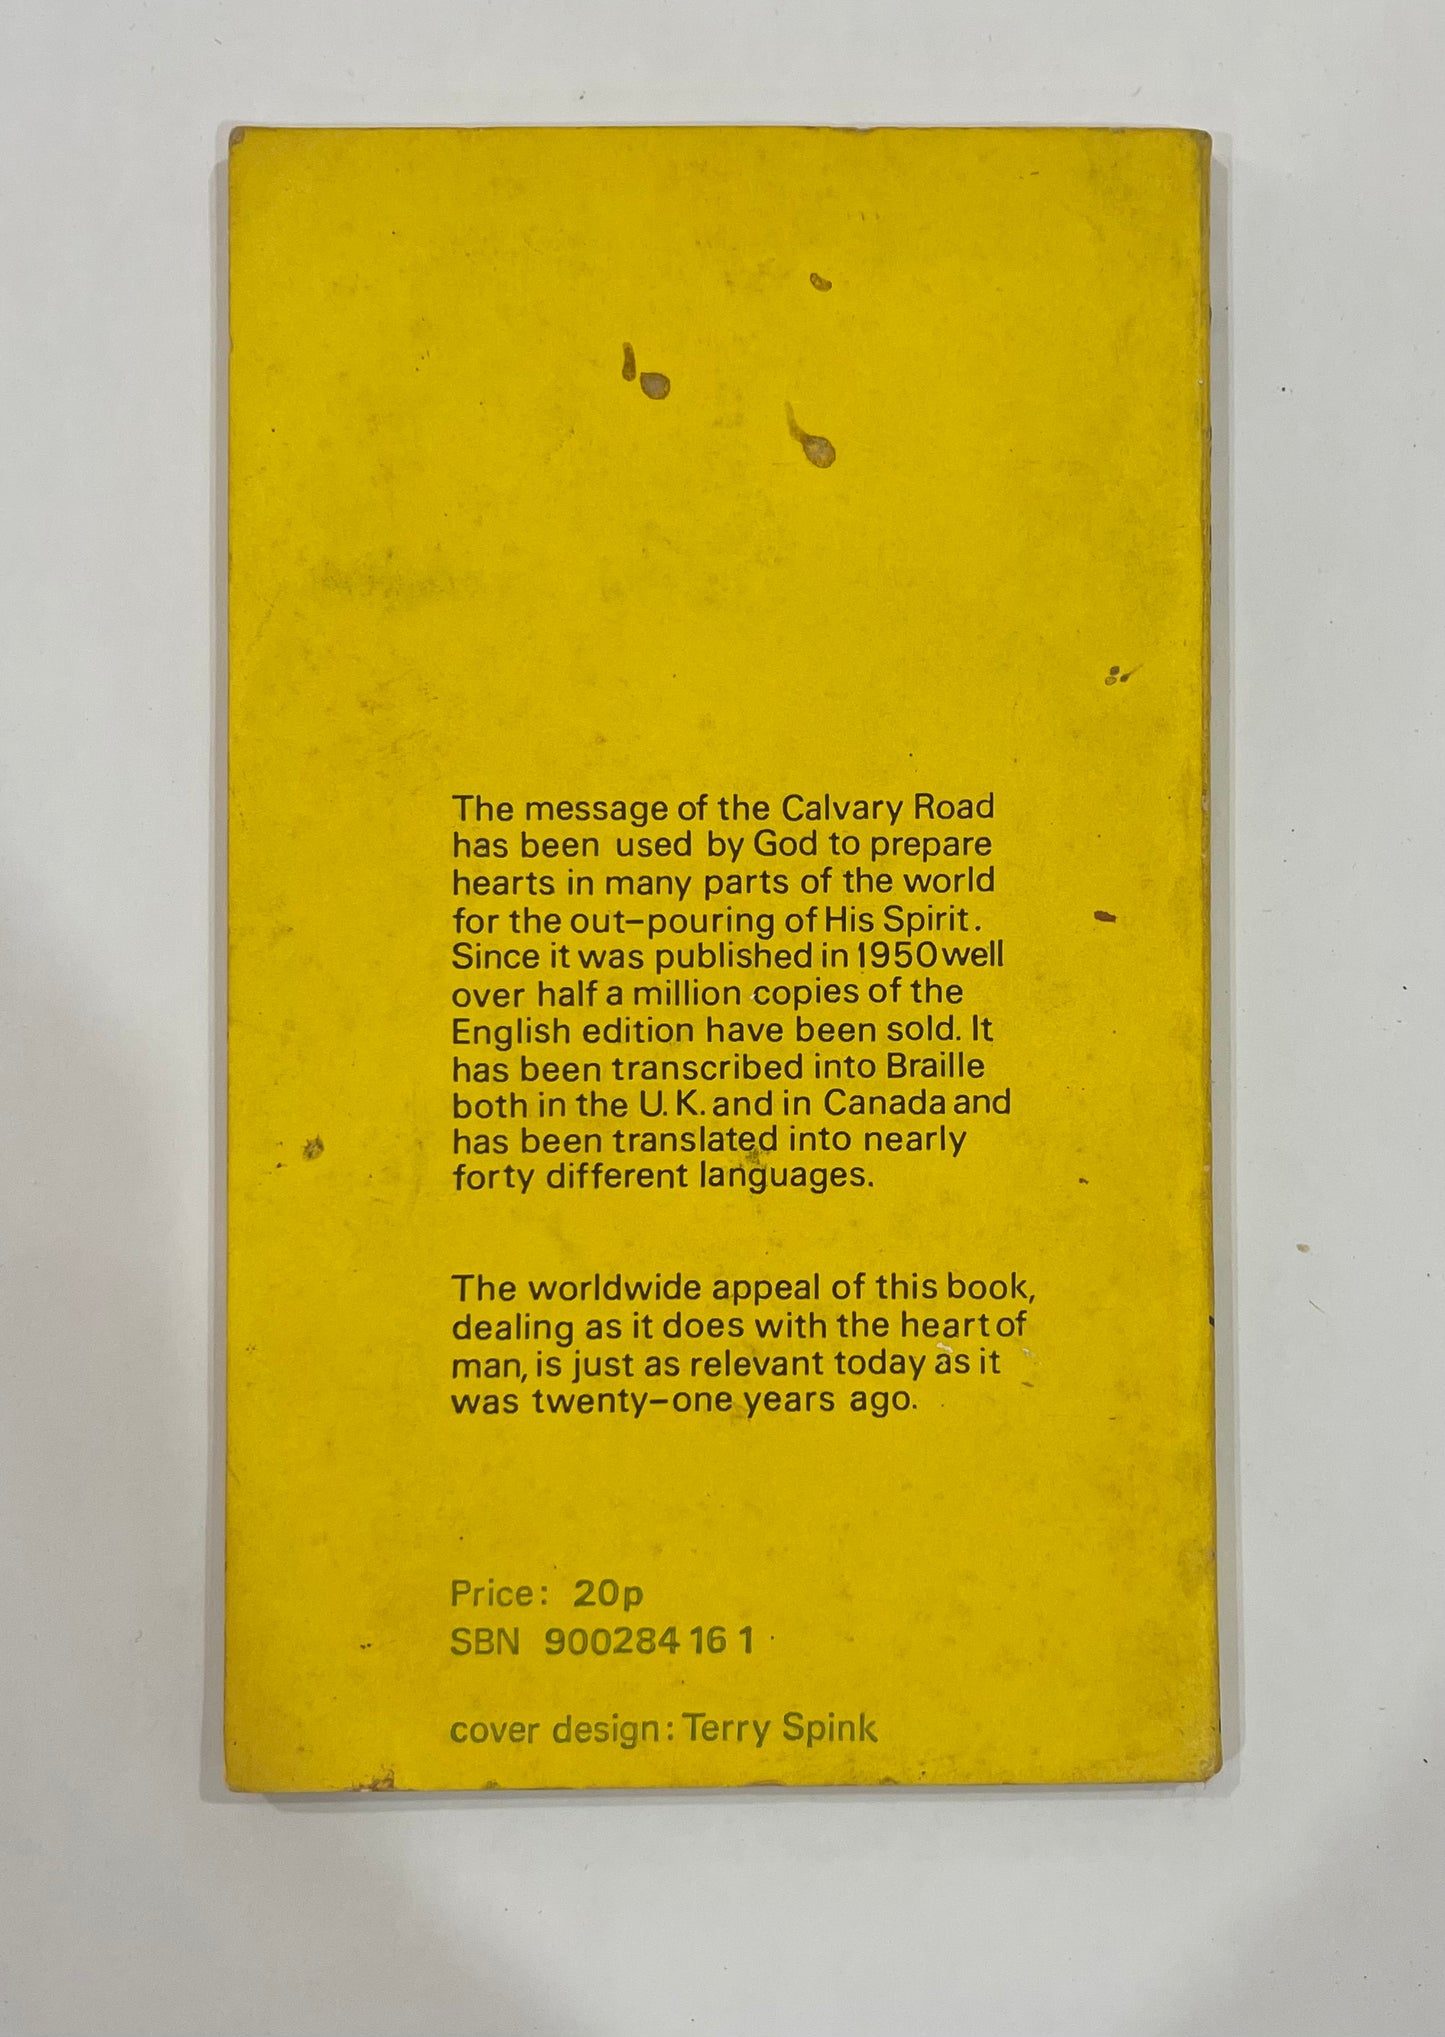 The message of the Calvary Road
has been used by God to prepare
hearts in many parts of the world
for the out–pouring of His Spirit.
Since it was published in 1950 well
over half a million copies of the
English edition have been sold. It
has been transcribed into Braille
both in the U.K. and in Canada and
has been translated into nearly
forty different languages.
The worldwide appeal of this book,
dealing as it does with the heart of
man, is just as relevant today as it
was twenty–one years ago.
Price: 20p
SBN 900284 16 1
cover design: Terry Spink